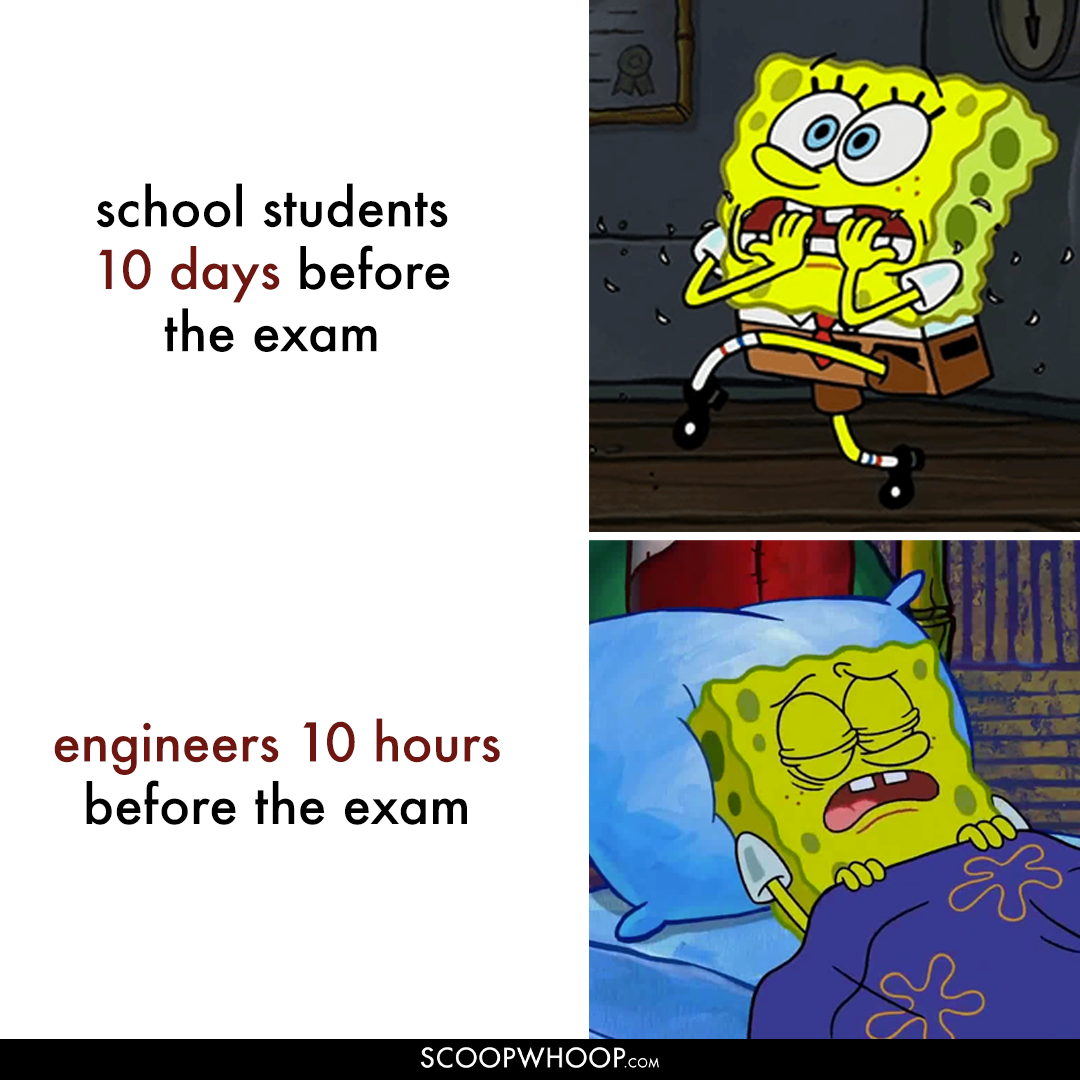 school students
10 days before
the exam
engineers 10 hours
before the exam
SCOOPWHOOP.COM